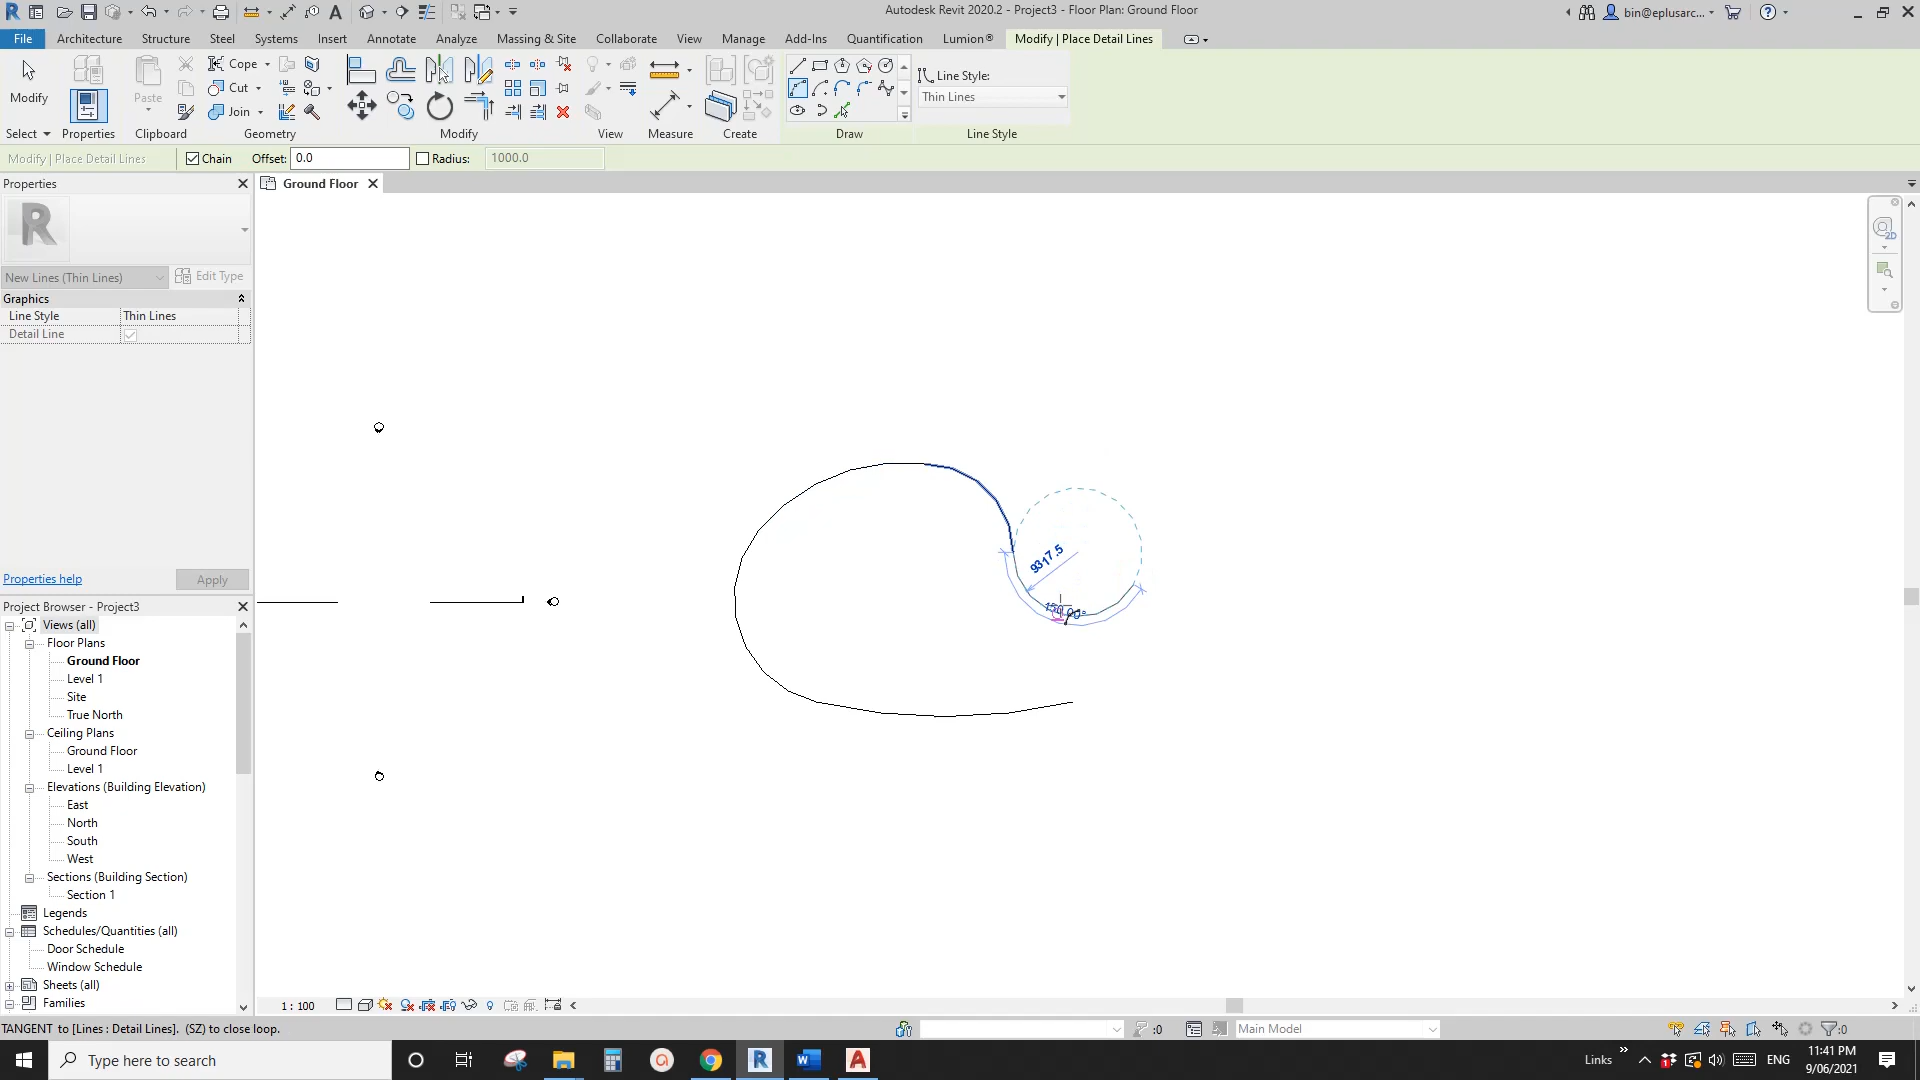 Autodesk Revit 2020.2 - Project3 - Floor Plan: Ground Floor
bin@eplusarc...
File Architecture Structure Steel Systems Insert Annotate Analyze Massing & Site Collaborate View Manage Add-Ins Quantification Lumion® Modify | Place Detail Lines
Modify
Paste
Cope
Cut
Join
Line Style:
Thin Lines
Select Properties Clipboard Geometry Modify View Measure Create Draw Line Style
Modify | Place Detail Lines Chain Offset: 0.0 Radius: 1000.0
Properties
Ground Floor
New Lines (Thin Lines) Edit Type
Graphics
Line Style Thin Lines
Detail Line
Properties help Apply
Project Browser - Project3
Views (all)
Floor Plans
Ground Floor
Level 1
Site
True North
Ceiling Plans
Ground Floor
Level 1
Elevations (Building Elevation)
East
North
South
West
Sections (Building Section)
Section 1
Legends
Schedules/Quantities (all)
Door Schedule
Window Schedule
Sheets (all)
Families
2D
9317.5
1 : 100
TANGENT to [Lines : Detail Lines]. (SZ) to close loop.
:0
Main Model
:0
Type here to search
Links
ENG
11:41 PM
9/06/2021